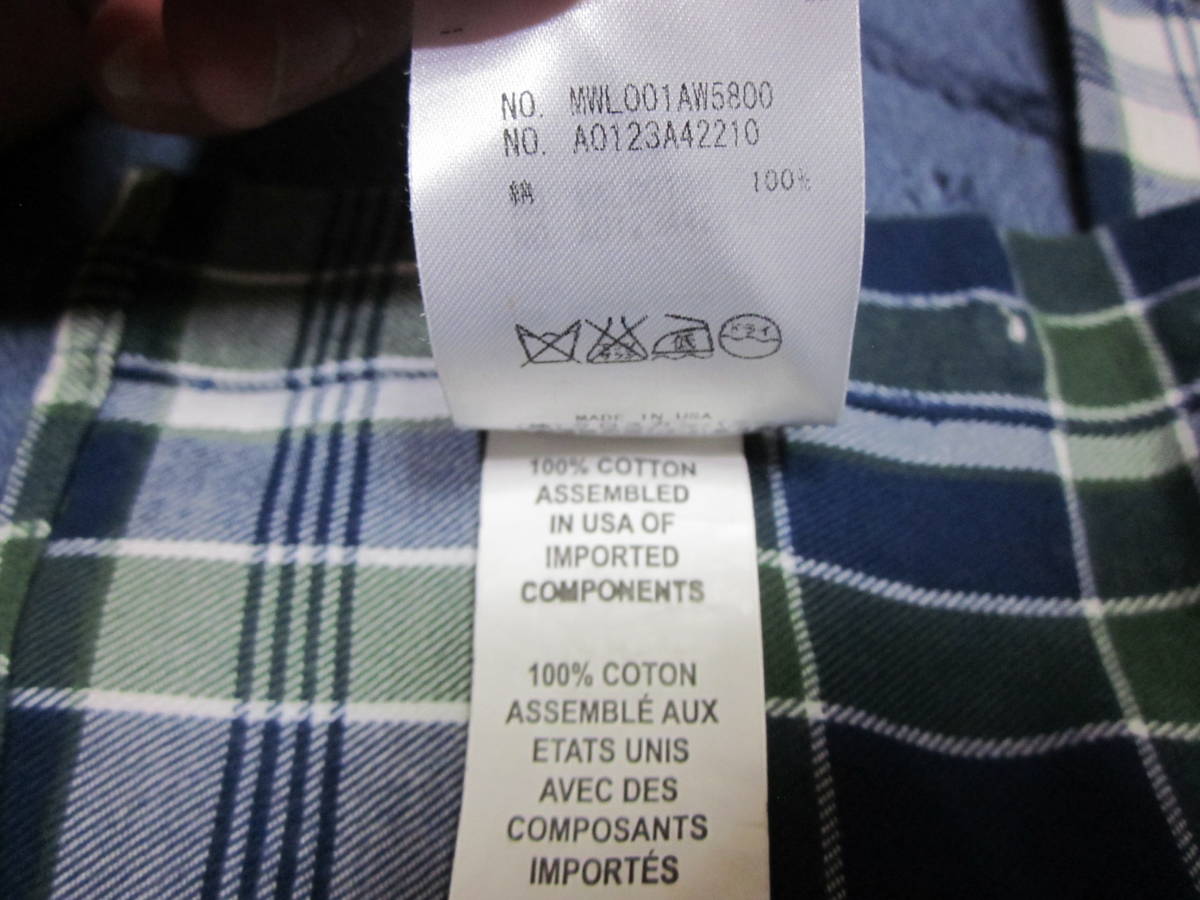 NO. MWL001AW5800
NO. A0123A42210
綿 100%
低 ドライ
MADE IN USA
100% COTTON
ASSEMBLED
IN USA OF
IMPORTED
COMPONENTS
100% COTON
ASSEMBLÉ AUX
ETATS UNIS
AVEC DES
COMPOSANTS
IMPORTÉS